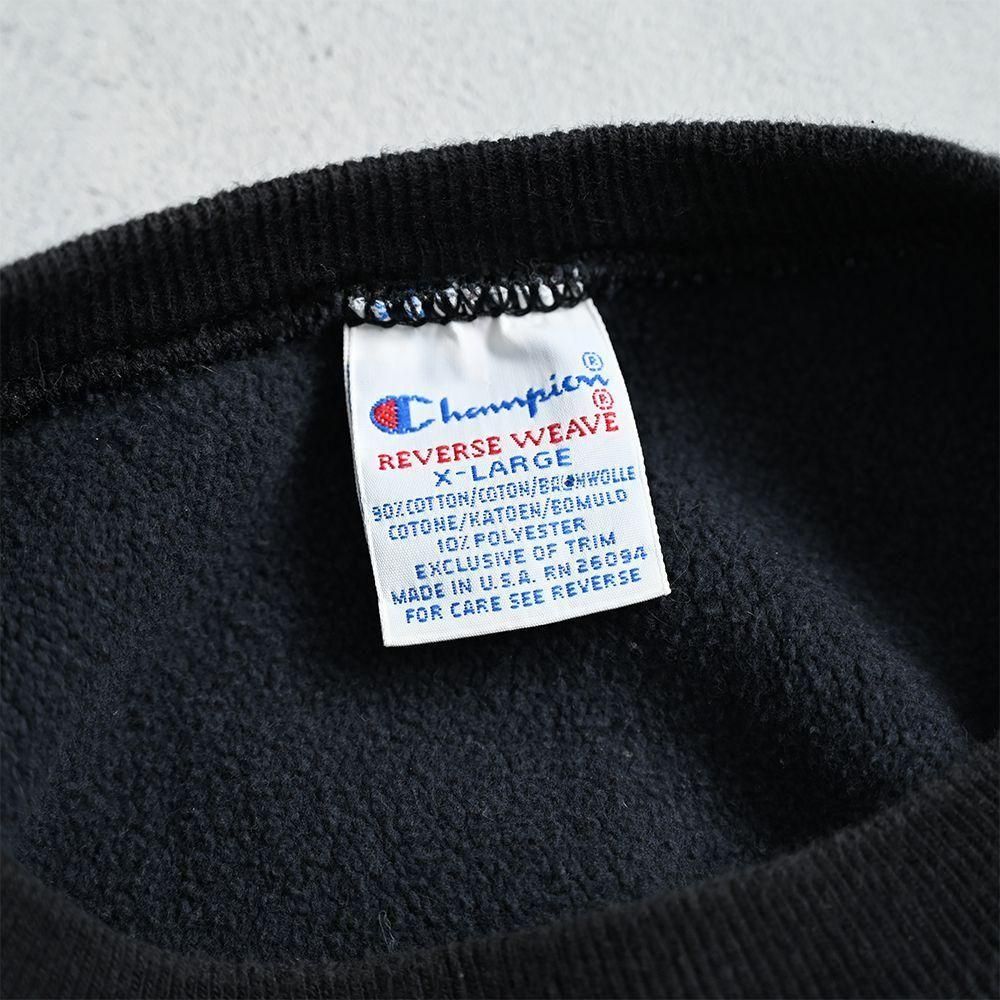 Champion®
REVERSE WEAVE®
X-LARGE
90% COTTON/COTON/BAUMWOLLE
COTONE/KATOEN/BOMULD
10% POLYESTER
EXCLUSIVE OF TRIM
MADE IN U.S.A. RN 26094
FOR CARE SEE REVERSE